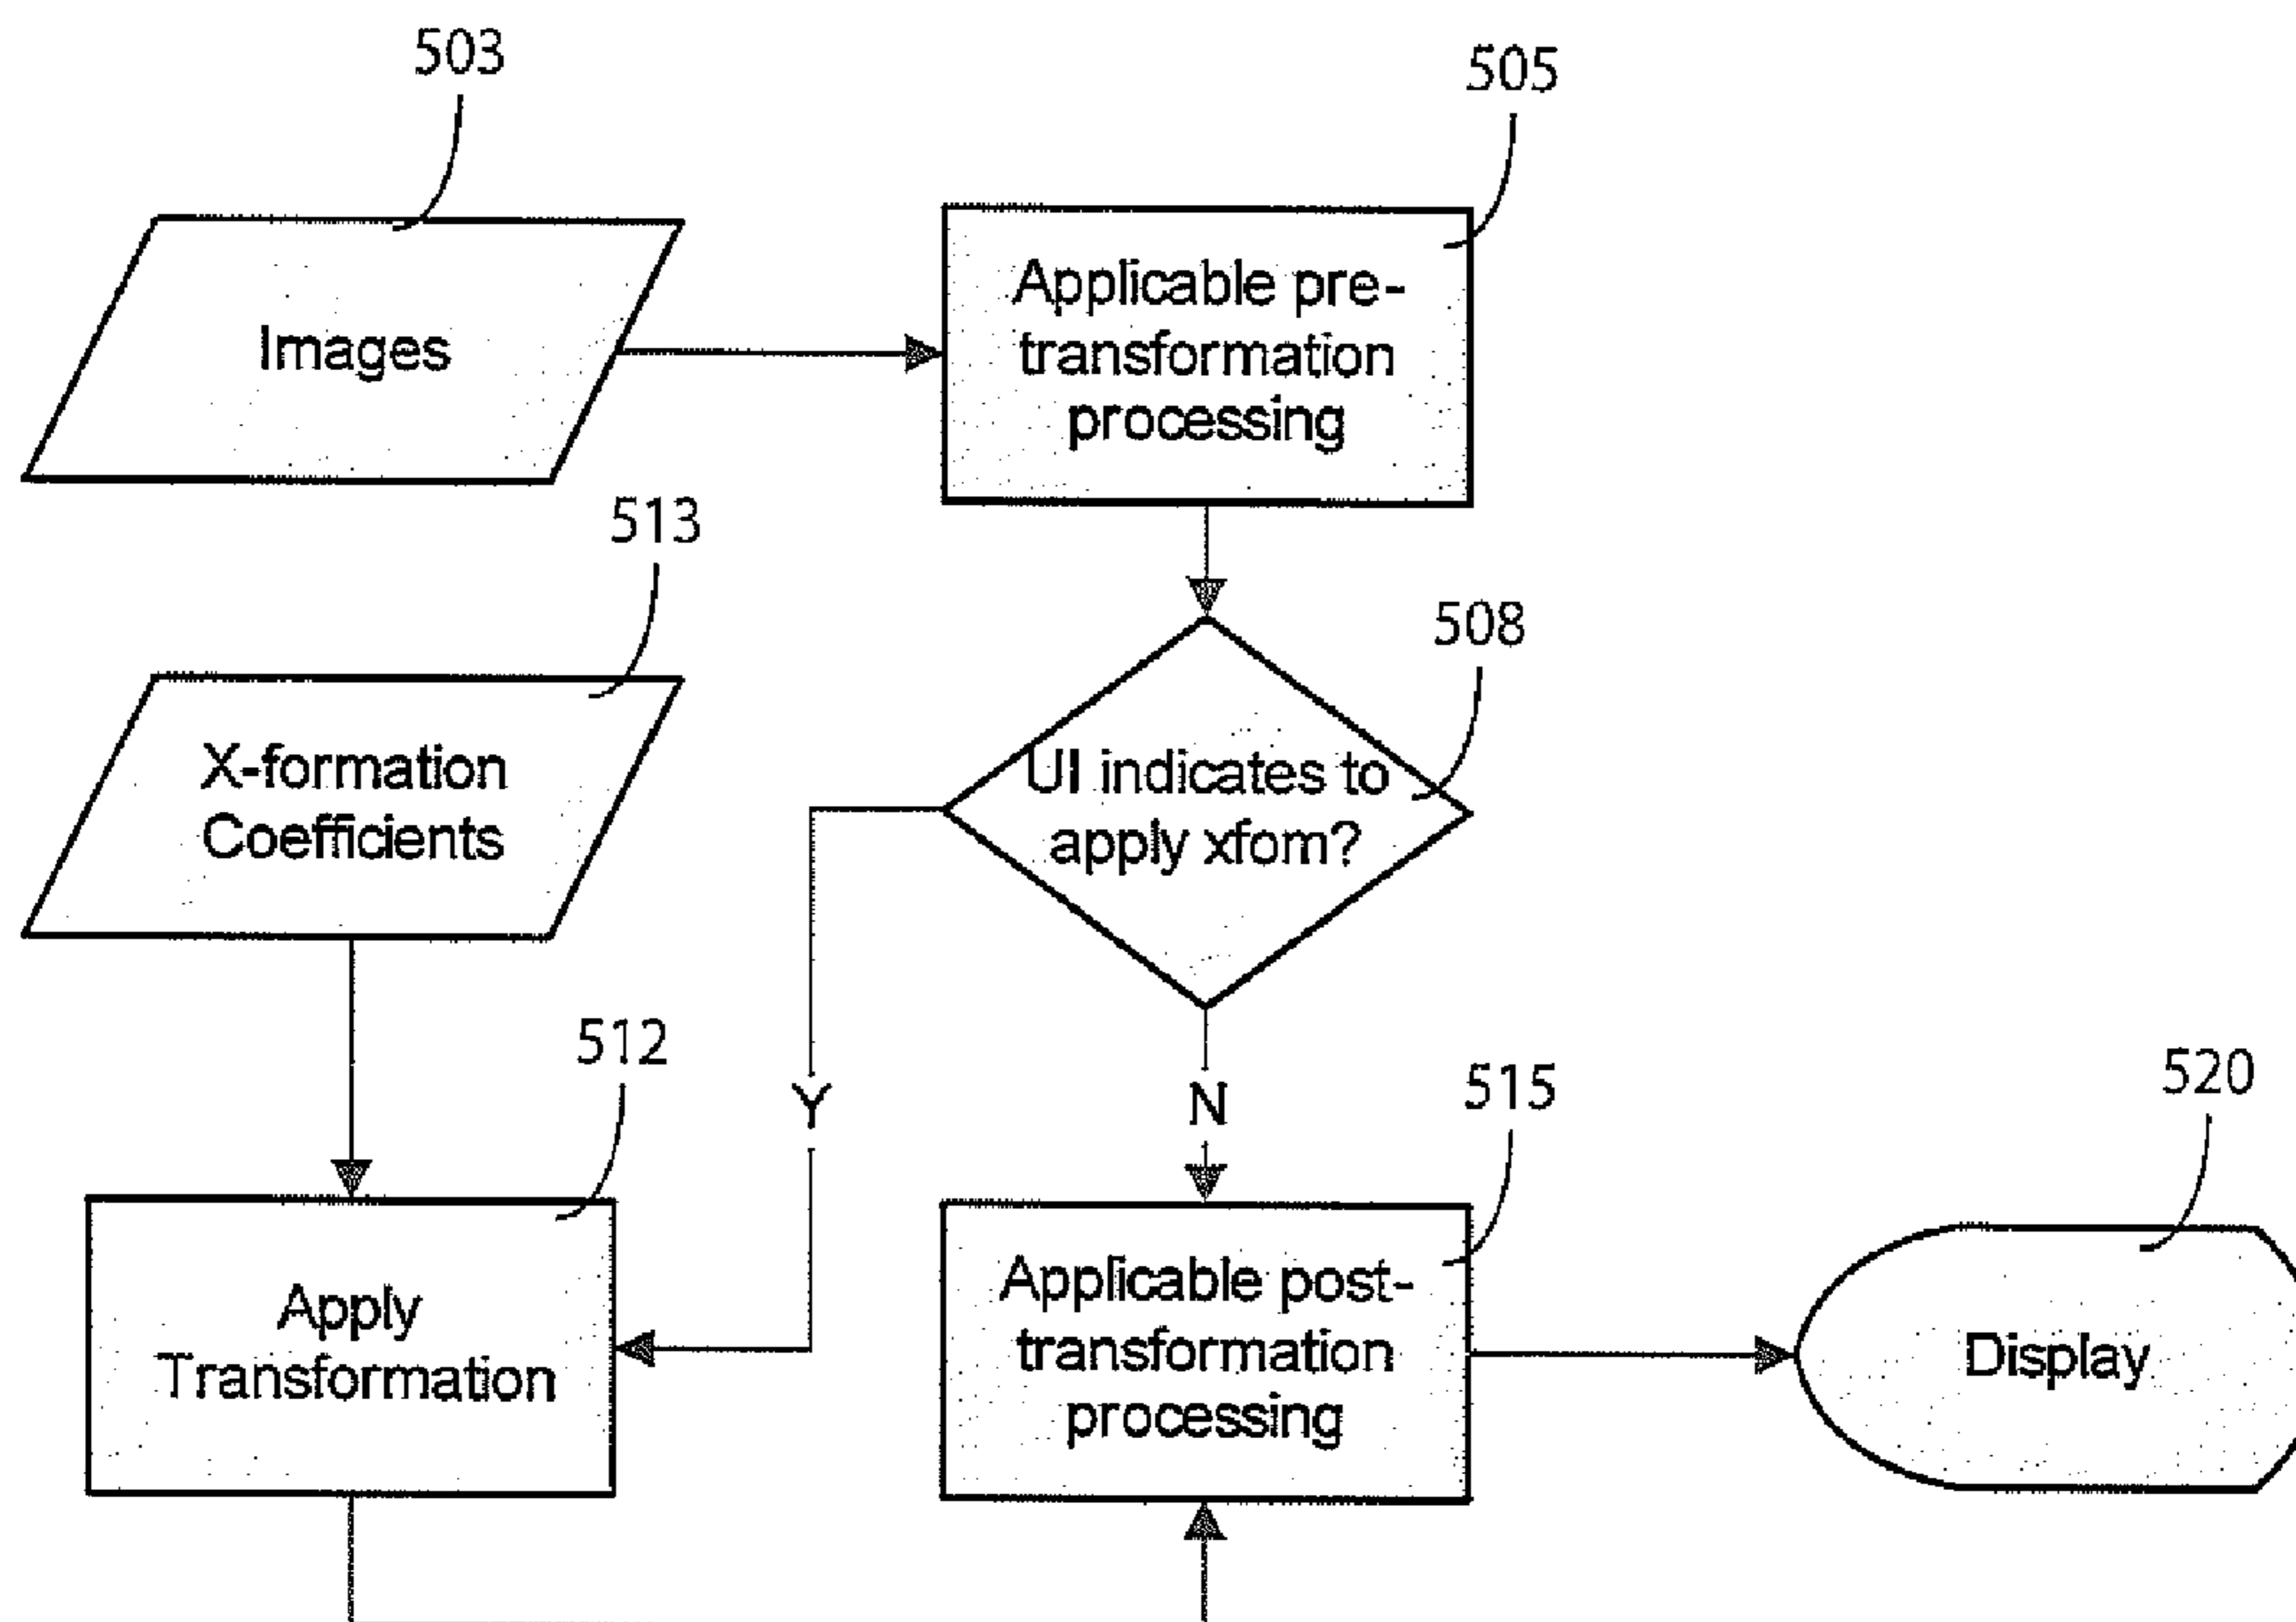 503
505
Images
Applicable pre-
transformation
processing
513
508
X-formation
Coefficients
UI indicates to
apply xfom?
512
Y
N
515
520
Apply
Transformation
Applicable post-
transformation
processing
Display